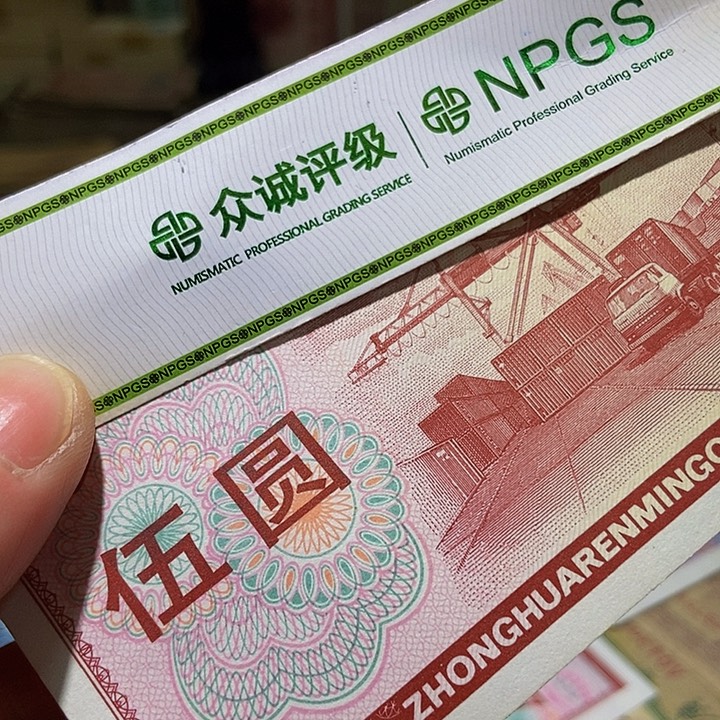 众诚评级
NUMISMATIC PROFESSIONAL GRADING SERVICE
NPGS
Numismatic Professional Grading Service
伍圆
ZHONGHUARENMINGO